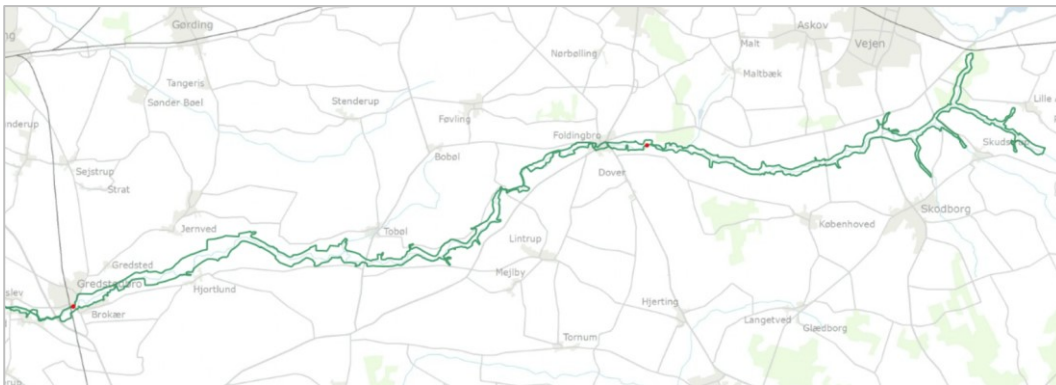 Gørding
Askov
Vejen
Malt
Nørbølling
Maltbæk
Tangeris
Sønder Bøel
Stenderup
Føvling
Lille
Foldingbro
Bobøl
Sejstrup
Dover
Strat
Skodborg
Københoved
Jernved
Tobøl
Lintrup
Gredsted
Mejlby
Gredstedbro
Hjortlund
Hjerting
Brokær
Langetved
Glædborg
Tornum